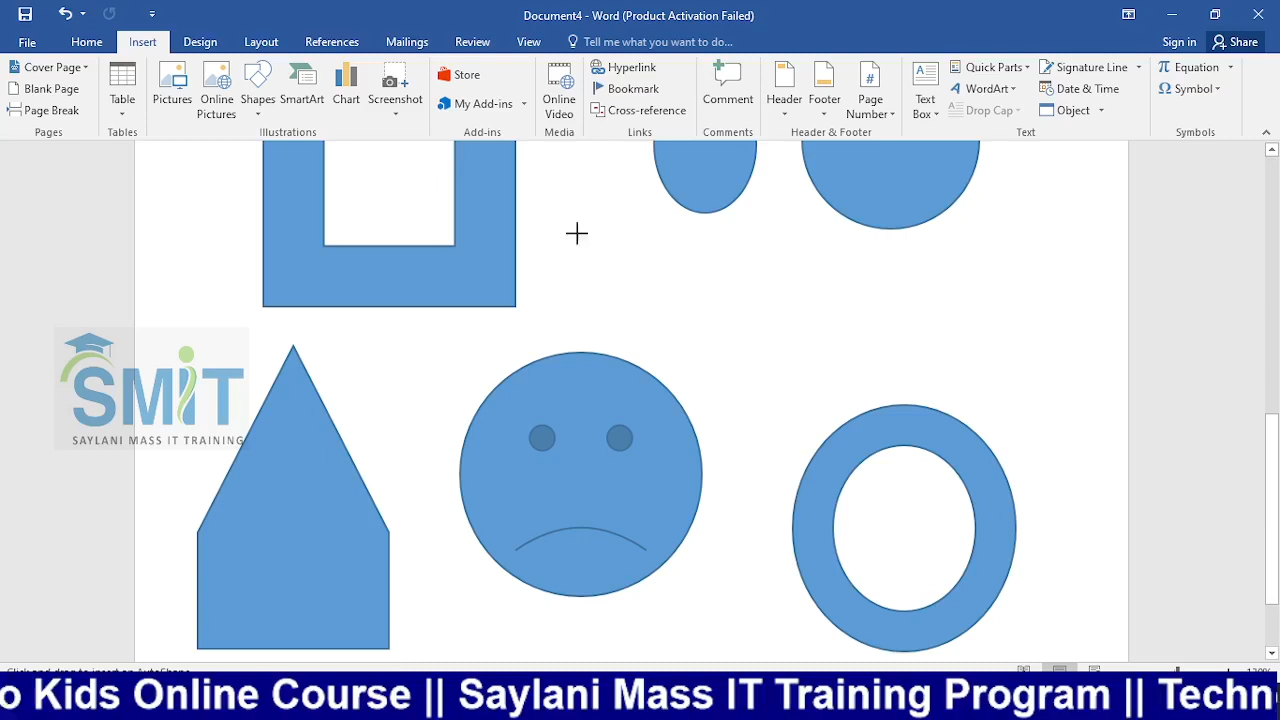 Document4 - Word (Product Activation Failed)
File Home Insert Design Layout References Mailings Review View Tell me what you want to do... Sign in Share
Cover Page
Blank Page
Page Break
Pages
Table
Tables
Pictures
Online Pictures
Shapes
SmartArt
Chart
Screenshot
Illustrations
Store
My Add-ins
Add-ins
Online Video
Media
Hyperlink
Bookmark
Cross-reference
Links
Comment
Comments
Header
Footer
Page Number
Header & Footer
Text Box
Quick Parts
WordArt
Drop Cap
Signature Line
Date & Time
Object
Text
Equation
Symbol
Symbols
SMiT
SAYLANI MASS IT TRAINING
o Kids Online Course || Saylani Mass IT Training Program || Techn